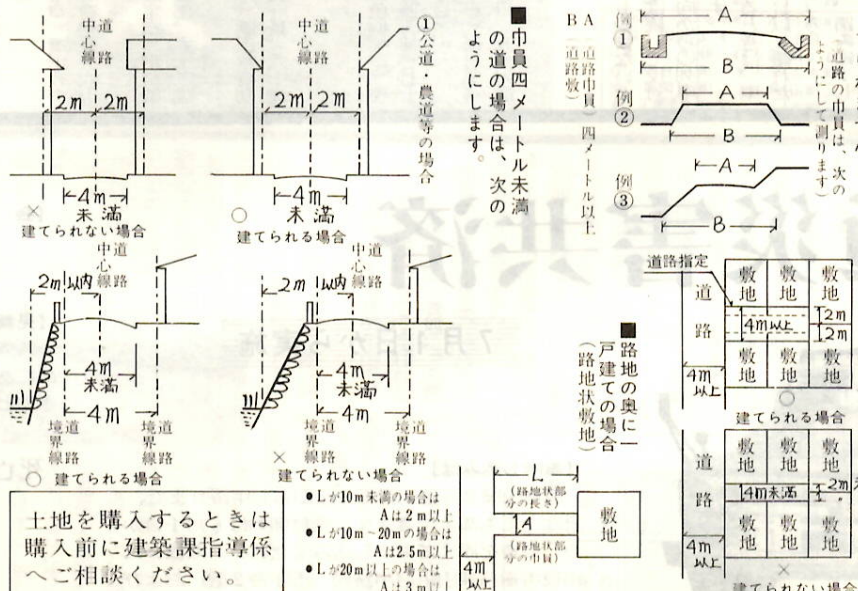 道路の巾員は、次の
ようにして測ります)
例①
A
B
例②
A
B
例③
A
B
A 道路巾員) 四メートル以上
B 道路敷)
■巾員四メートル未満
の道の場合は、次の
ようにします。
①公道・農道等の場合
道路
中心線
2m
2m
4m
未満
○
建てられる場合
道路
中心線
2m
2m
4m
未満
×
建てられない場合
道路
中心線
2m以内
4m
未満
4m
道路
境界線
道路
境界線
×
建てられない場合
道路
中心線
2m以内
4m
未満
4m
道路
境界線
道路
境界線
○ 建てられる場合
道路指定
道路
敷地
敷地
敷地
4m以上
2m
2m
敷地
敷地
敷地
4m
以上
○
建てられる場合
道路
敷地
敷地
敷地
4m未満
2m
敷地
敷地
敷地
4m
以上
×
建てられない場合
■路地の奥に一
戸建ての場合
(路地状敷地)
L
(路地状部
分の長さ)
A
(路地状部
分の巾員)
敷地
4m
以上
●Lが10m未満の場合は
Aは2m以上
●Lが10m~20mの場合は
Aは2.5m以上
●Lが20m以上の場合は
Aは3m以上
土地を購入するときは
購入前に建築課指導係
へご相談ください。